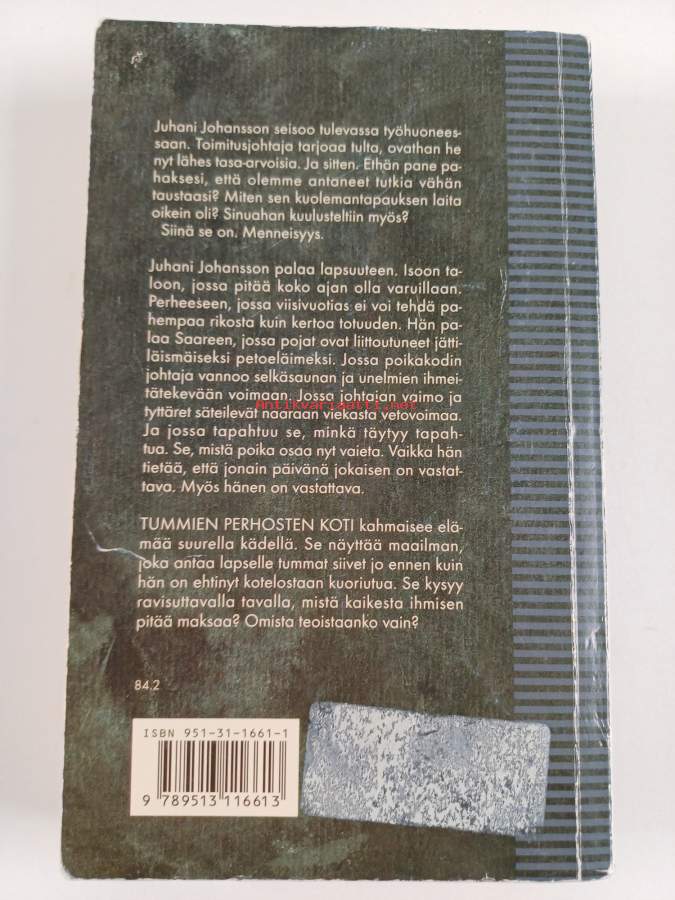 Juhani Johansson seisoo tulevassa työhuonees-
saan. Toimitusjohtaja tarjoaa tulta, ovathan he
nyt lähes tasa-arvoisia. Ja sitten. Ethän pane pa-
haksesi, että olemme antaneet tutkia vähän
taustaasi? Miten sen kuolemantapauksen laita
oikein oli? Sinuahan kuulusteltiin myös?
Siinä se on. Menneisyys.
Juhani Johansson palaa lapsuuteen. Isoon ta-
loon, jossa pitää koko ajan olla varuillaan.
Perheeseen, jossa viisivuotias ei voi tehdä pa-
hempaa rikosta kuin kertoa totuuden. Hän pa-
laa Saareen, jossa pojat ovat liittoutuneet jätti-
läismäiseksi petoeläimeksi. Jossa poikakodin
johtaja vannoo selkäsaunan ja unelmien ihmei-
tätekevään voimaan. Jossa johtajan vaimo ja
tyttäret säteilevät naaraan viekasta vetovoimaa.
Antikvariaatti.net
Ja jossa tapahtuu se, minkä täytyy tapah-
tua. Se, mistä poika osaa nyt vaieta. Vaikka hän
tietää, että jonain päivänä jokaisen on vastat-
tava. Myös hänen on vastattava.
TUMMIEN PERHOSTEN KOTI kahmaisee elä-
mää suurella kädellä. Se näyttää maailman,
joka antaa lapselle tummat siivet jo ennen kuin
hän on ehtinyt kotelostaan kuoriutua. Se kysyy
ravisuttavalla tavalla, mistä kaikesta ihmisen
pitää maksaa? Omista teoistaanko vain?
84.2
ISBN 951-31-1661-1
9 789513 116613